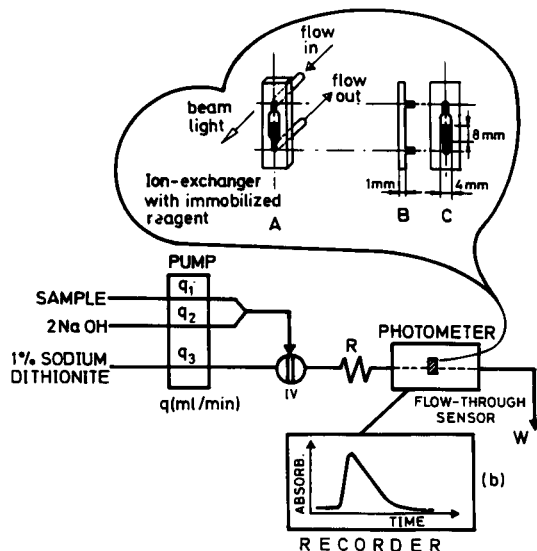 flow in
flow out
beam light
8mm
1mm
4mm
Ion-exchanger
with immobilized
reagent
A
B
C
PUMP
SAMPLE
q1
2NaOH
q2
1% SODIUM
DITHIONITE
q3
q(ml/min)
IV
R
PHOTOMETER
FLOW-THROUGH
SENSOR
W
ABSORB.
TIME
(b)
RECORDER